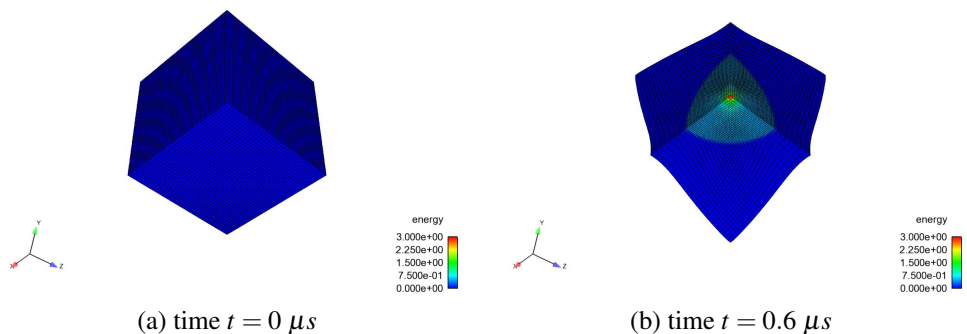 Y
X
Z
energy
3.000e+00
2.250e+00
1.500e+00
7.500e-01
0.000e+00
(a) time t = 0 μs
Y
X
Z
energy
3.000e+00
2.250e+00
1.500e+00
7.500e-01
0.000e+00
(b) time t = 0.6 μs